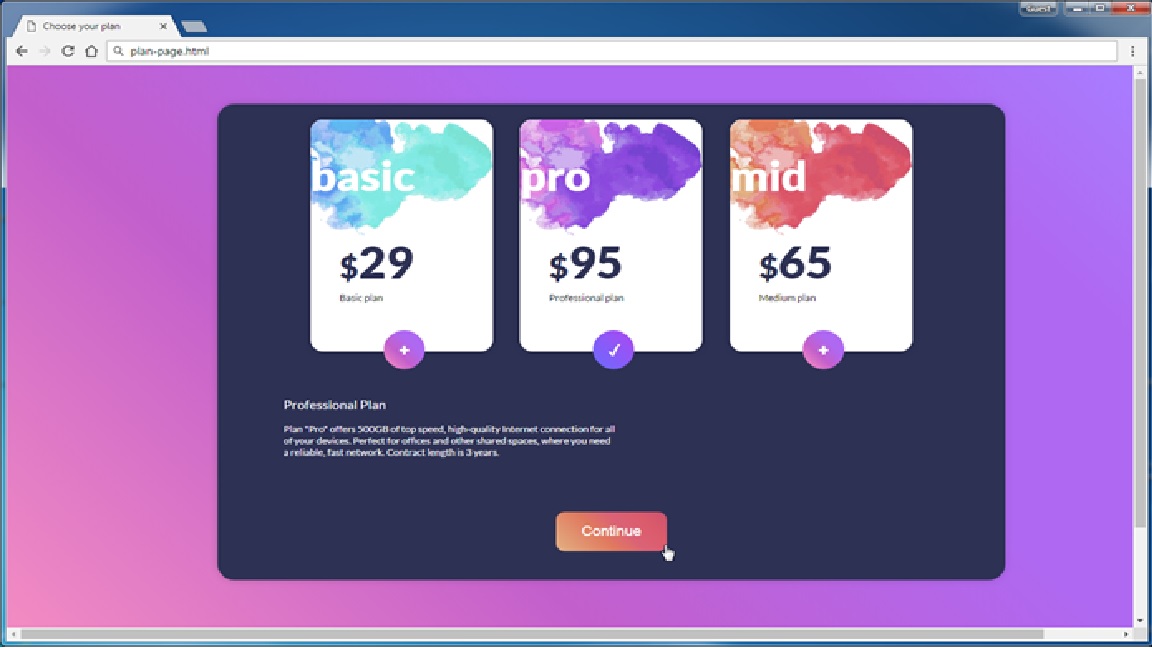 Guest
Choose your plan
plan-page.html
basic
pro
mid
$29
$95
$65
Basic plan
Professional plan
Medium plan
Professional Plan
Plan "Pro" offers 500GB of top speed, high-quality Internet connection for all
of your devices. Perfect for offices and other shared spaces, where you need
a reliable, fast network. Contract length is 3 years.
Continue